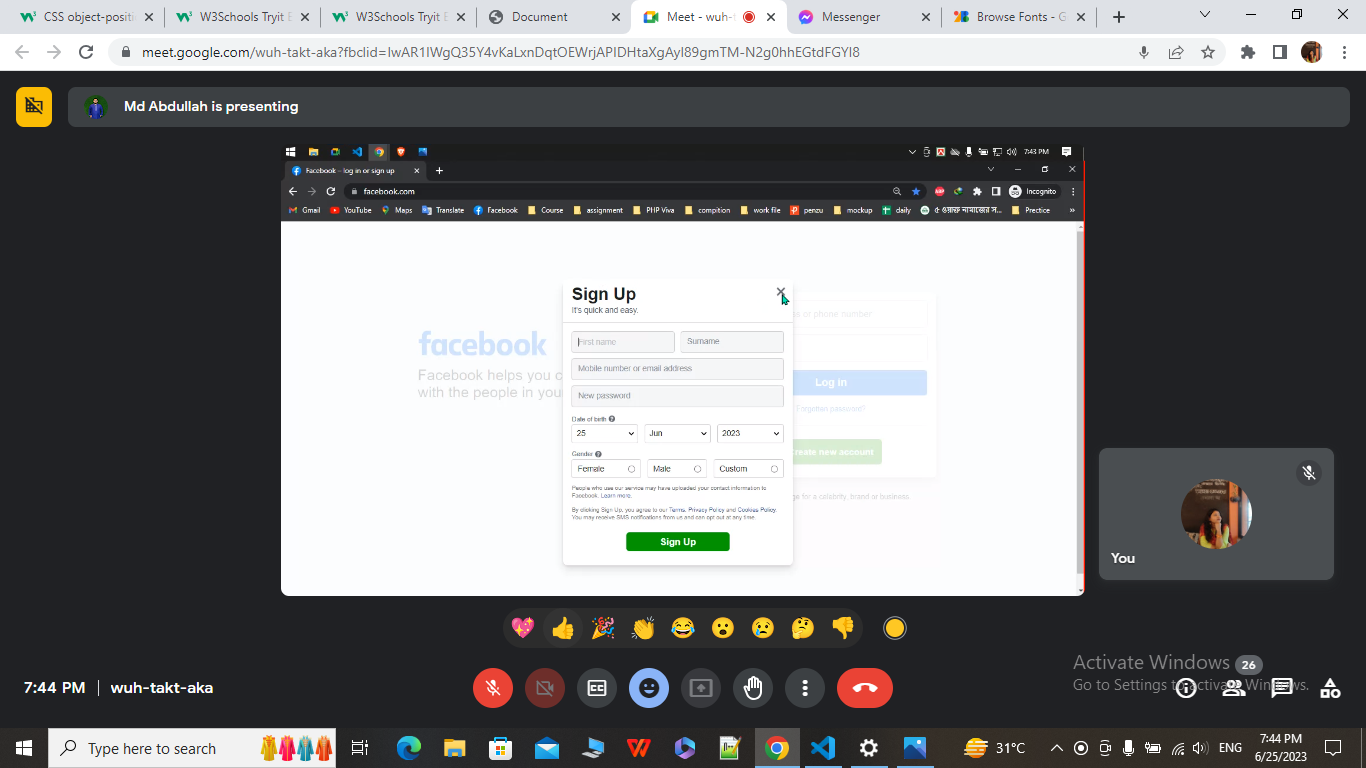 CSS object-positi
W3Schools Tryit E
W3Schools Tryit E
Document
Meet - wuh-t
Messenger
Browse Fonts - G
meet.google.com/wuh-takt-aka?fbclid=IwAR1IWgQ35Y4vKaLxnDqtOEWrjAPIDHtaXgAyI89gmTM-N2g0hhEGtdFGYI8
Md Abdullah is presenting
7:43 PM
Facebook – log in or sign up
facebook.com
Incognito
Gmail YouTube Maps Translate Facebook Course assignment PHP Viva compition work file penzu mockup daily Prectice »
Sign Up
It's quick and easy.
First name
Surname
ss or phone number
facebook
Mobile number or email address
Facebook helps you c
with the people in you
Log in
New password
Forgotten password?
Date of birth
25 Jun 2023
Create new account
Gender
Female Male Custom
People who use our service may have uploaded your contact information to
Facebook. Learn more.
ge for a celebrity, brand or business.
By clicking Sign Up, you agree to our Terms, Privacy Policy and Cookies Policy.
You may receive SMS notifications from us and can opt out at any time.
Sign Up
You
7:44 PM | wuh-takt-aka
Activate Windows
26
Go to Settings to activate Windows.
Type here to search
31°C
ENG
7:44 PM
6/25/2023